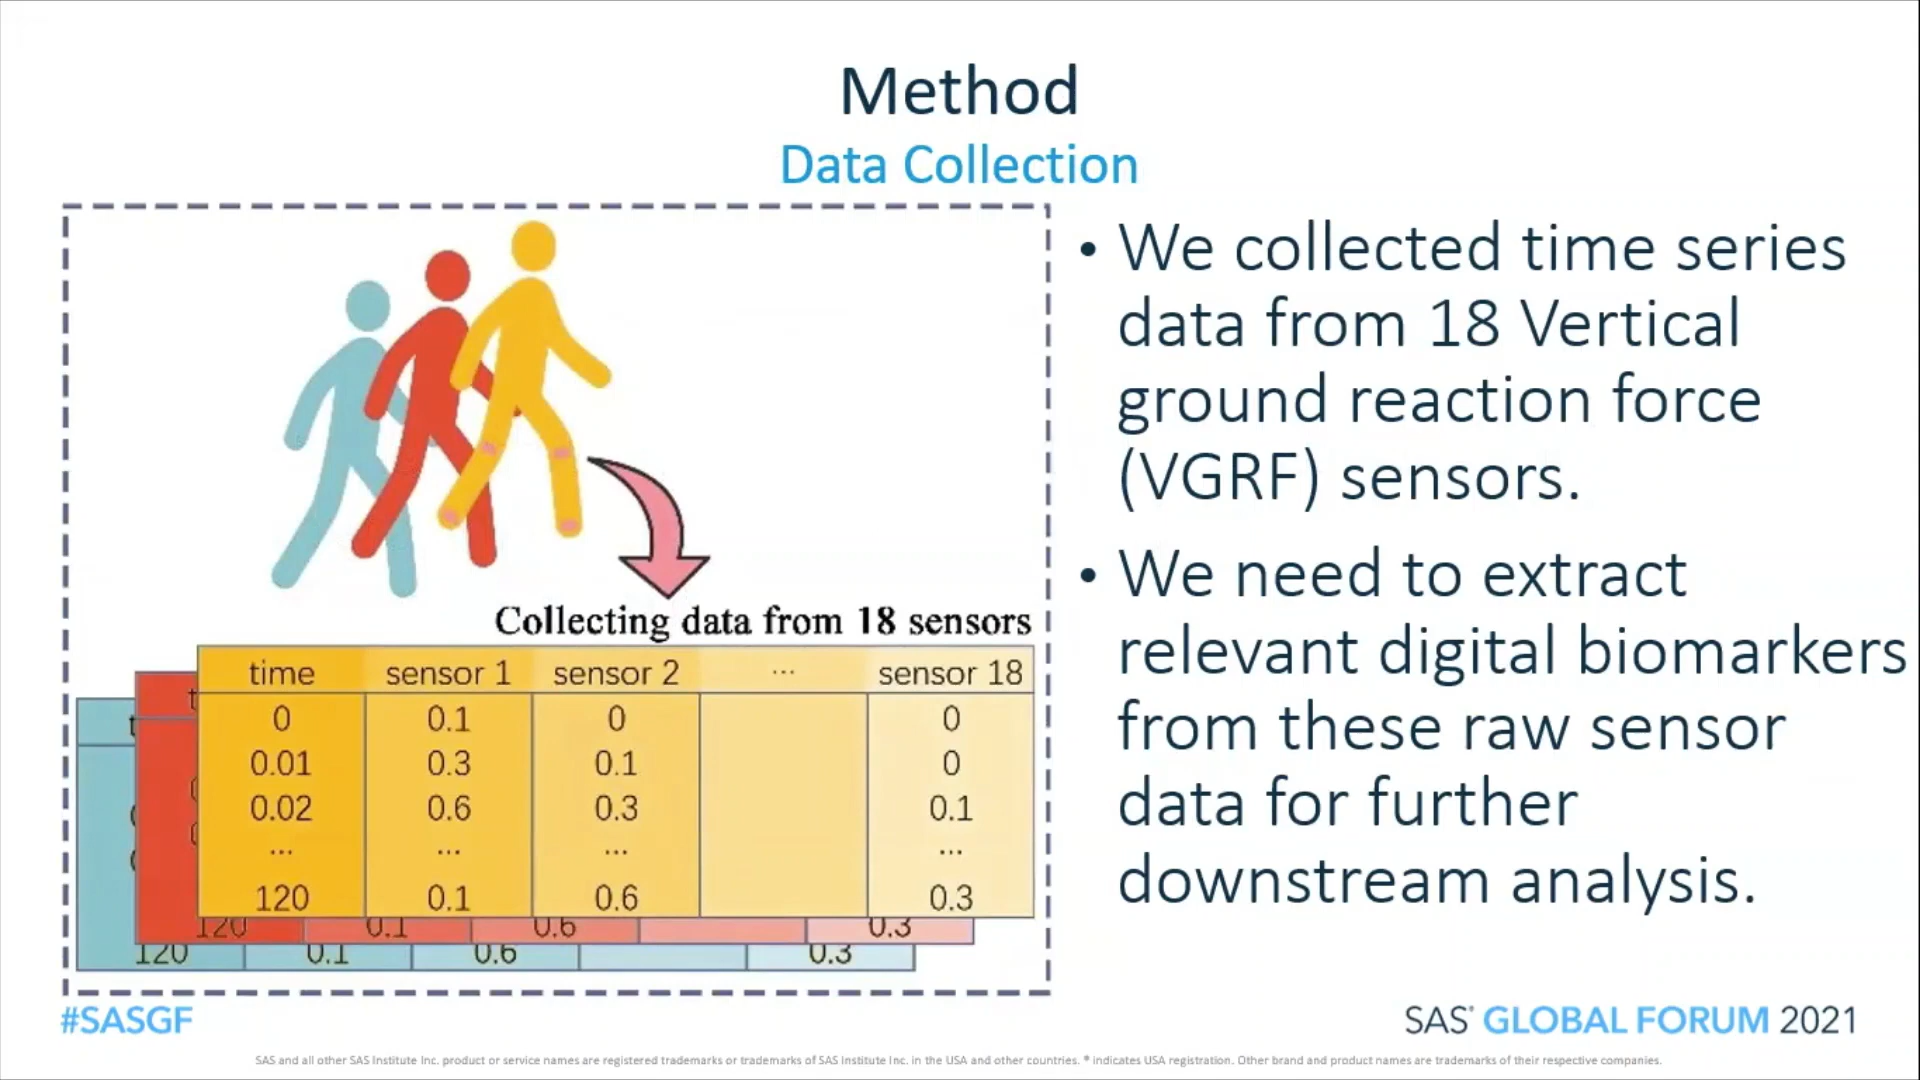 Method
Data Collection
• We collected time series
data from 18 Vertical
ground reaction force
(VGRF) sensors.
• We need to extract
relevant digital biomarkers
from these raw sensor
data for further
downstream analysis.
Collecting data from 18 sensors
time sensor 1 sensor 2 ... sensor 18
0 0.1 0 0
0.01 0.3 0.1 0
0.02 0.6 0.3 0.1
... ... ... ...
120 0.1 0.6 0.3
120 0.1 0.6 0.3
120 0.1 0.6 0.3
#SASGF
SAS® GLOBAL FORUM 2021
SAS and all other SAS Institute Inc. product or service names are registered trademarks or trademarks of SAS Institute Inc. in the USA and other countries. ® indicates USA registration. Other brand and product names are trademarks of their respective companies.